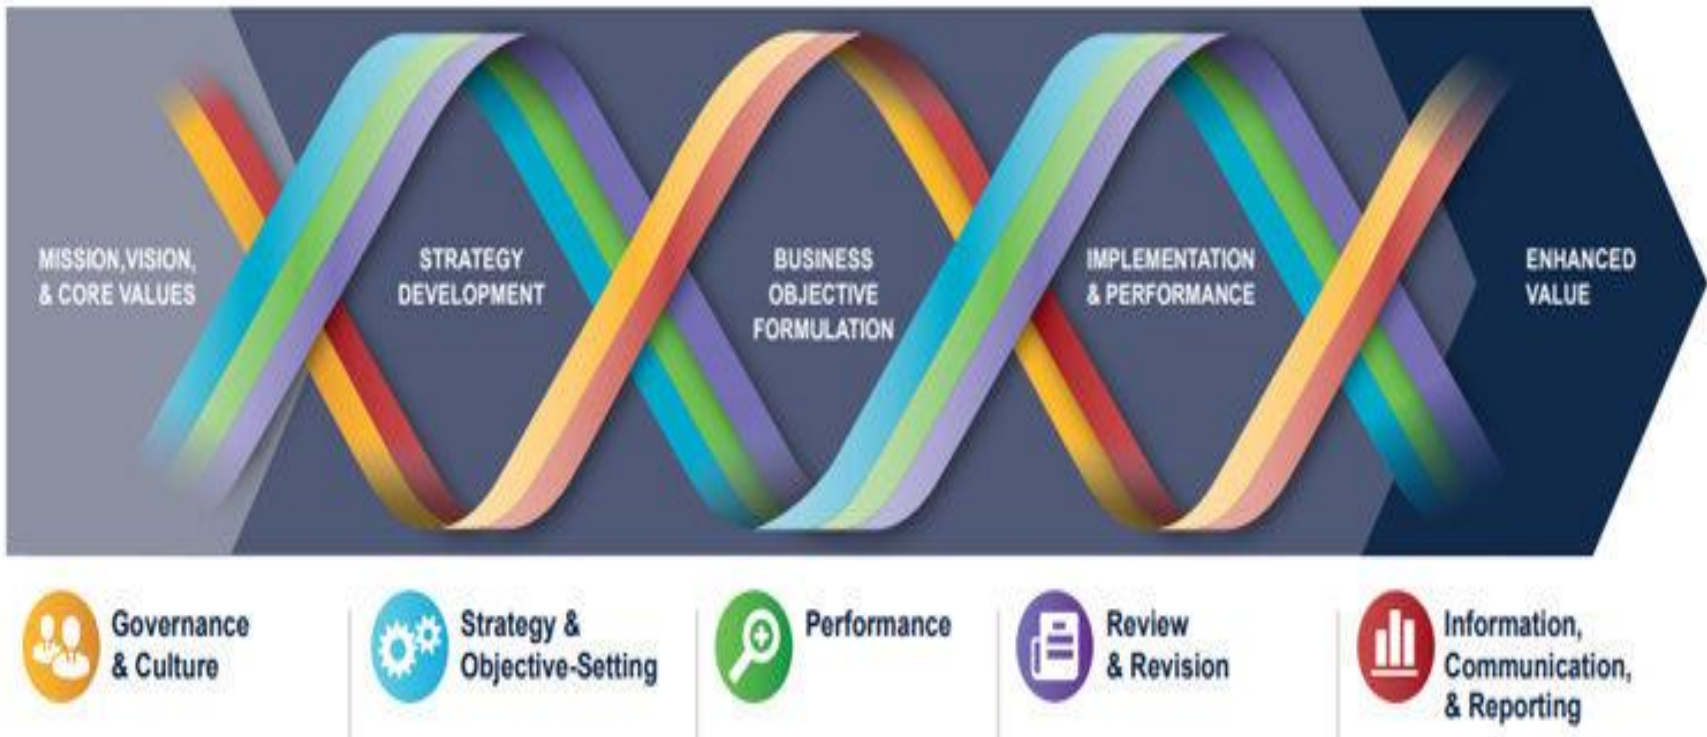 MISSION,VISION,
& CORE VALUES
STRATEGY
DEVELOPMENT
BUSINESS
OBJECTIVE
FORMULATION
IMPLEMENTATION
& PERFORMANCE
ENHANCED
VALUE
Governance
& Culture
Strategy &
Objective-Setting
Performance
Review
& Revision
Information,
Communication,
& Reporting